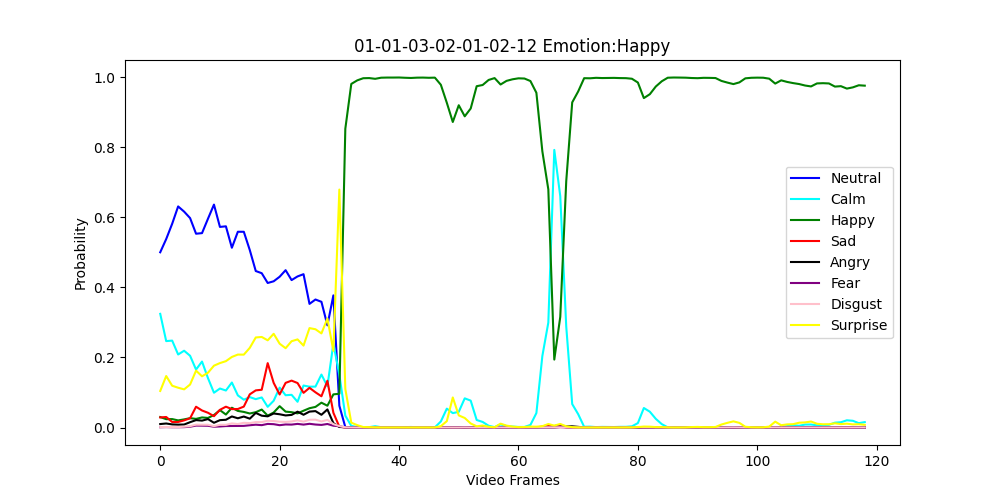 01-01-03-02-01-02-12 Emotion:Happy
Probability
1.0
0.8
0.6
0.4
0.2
0.0
0 20 40 60 80 100 120
Video Frames
Neutral
Calm
Happy
Sad
Angry
Fear
Disgust
Surprise